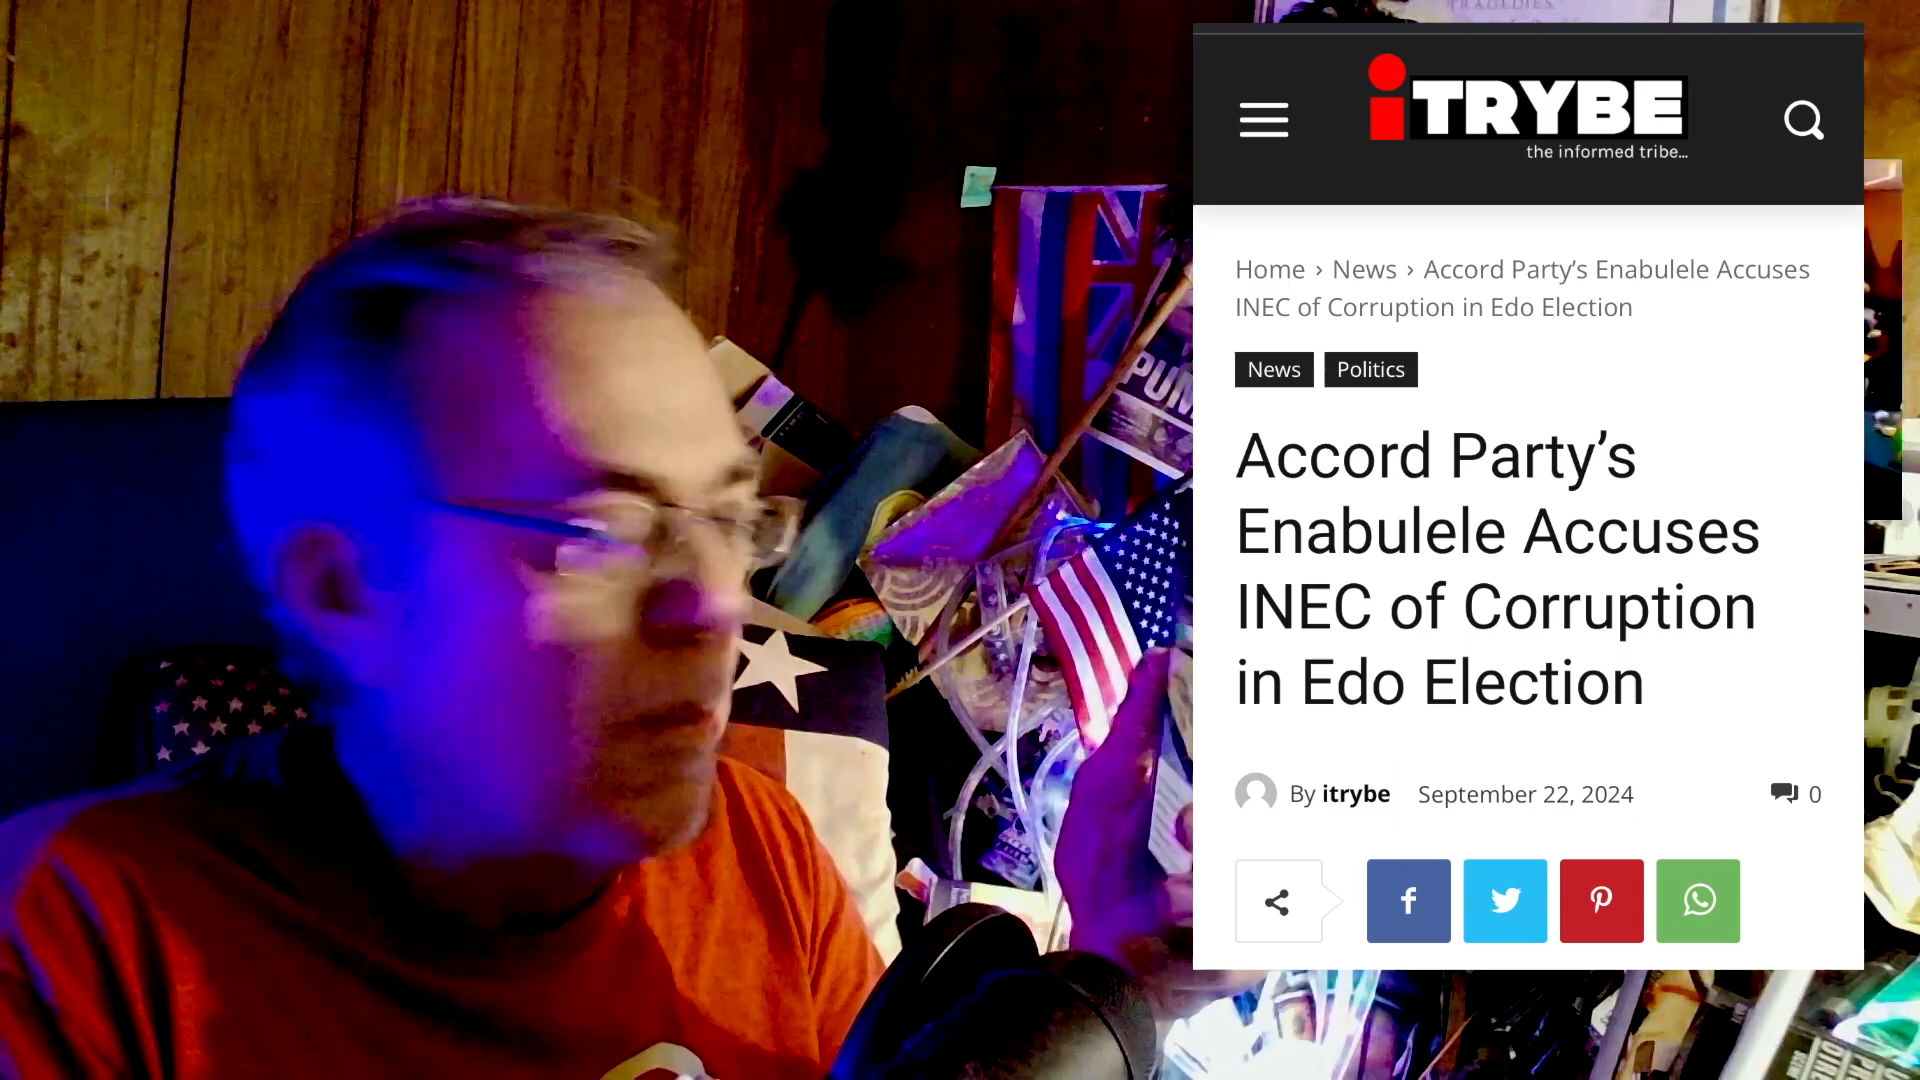 TRAGEDIES
iTRYBE
the informed tribe...
Home › News › Accord Party’s Enabulele Accuses
INEC of Corruption in Edo Election
News Politics
Accord Party’s
Enabulele Accuses
INEC of Corruption
in Edo Election
By itrybe September 22, 2024 0